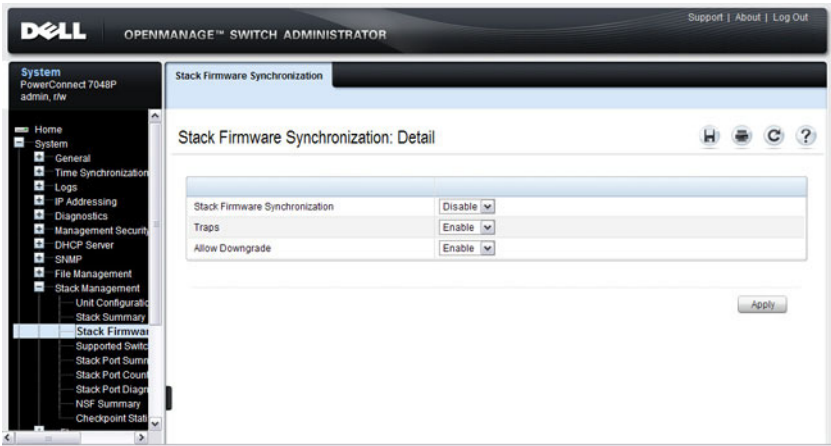 Support | About | Log Out
DELL
OPENMANAGE™ SWITCH ADMINISTRATOR
System
PowerConnect 7048P
admin, r/w
Stack Firmware Synchronization
Home
System
General
Time Synchronization
Logs
IP Addressing
Diagnostics
Management Security
DHCP Server
SNMP
File Management
Stack Management
Unit Configuratio
Stack Summary
Stack Firmwar
Supported Switc
Stack Port Summ
Stack Port Count
Stack Port Diagn
NSF Summary
Checkpoint Stati
Stack Firmware Synchronization: Detail
Stack Firmware Synchronization Disable
Traps Enable
Allow Downgrade Enable
Apply